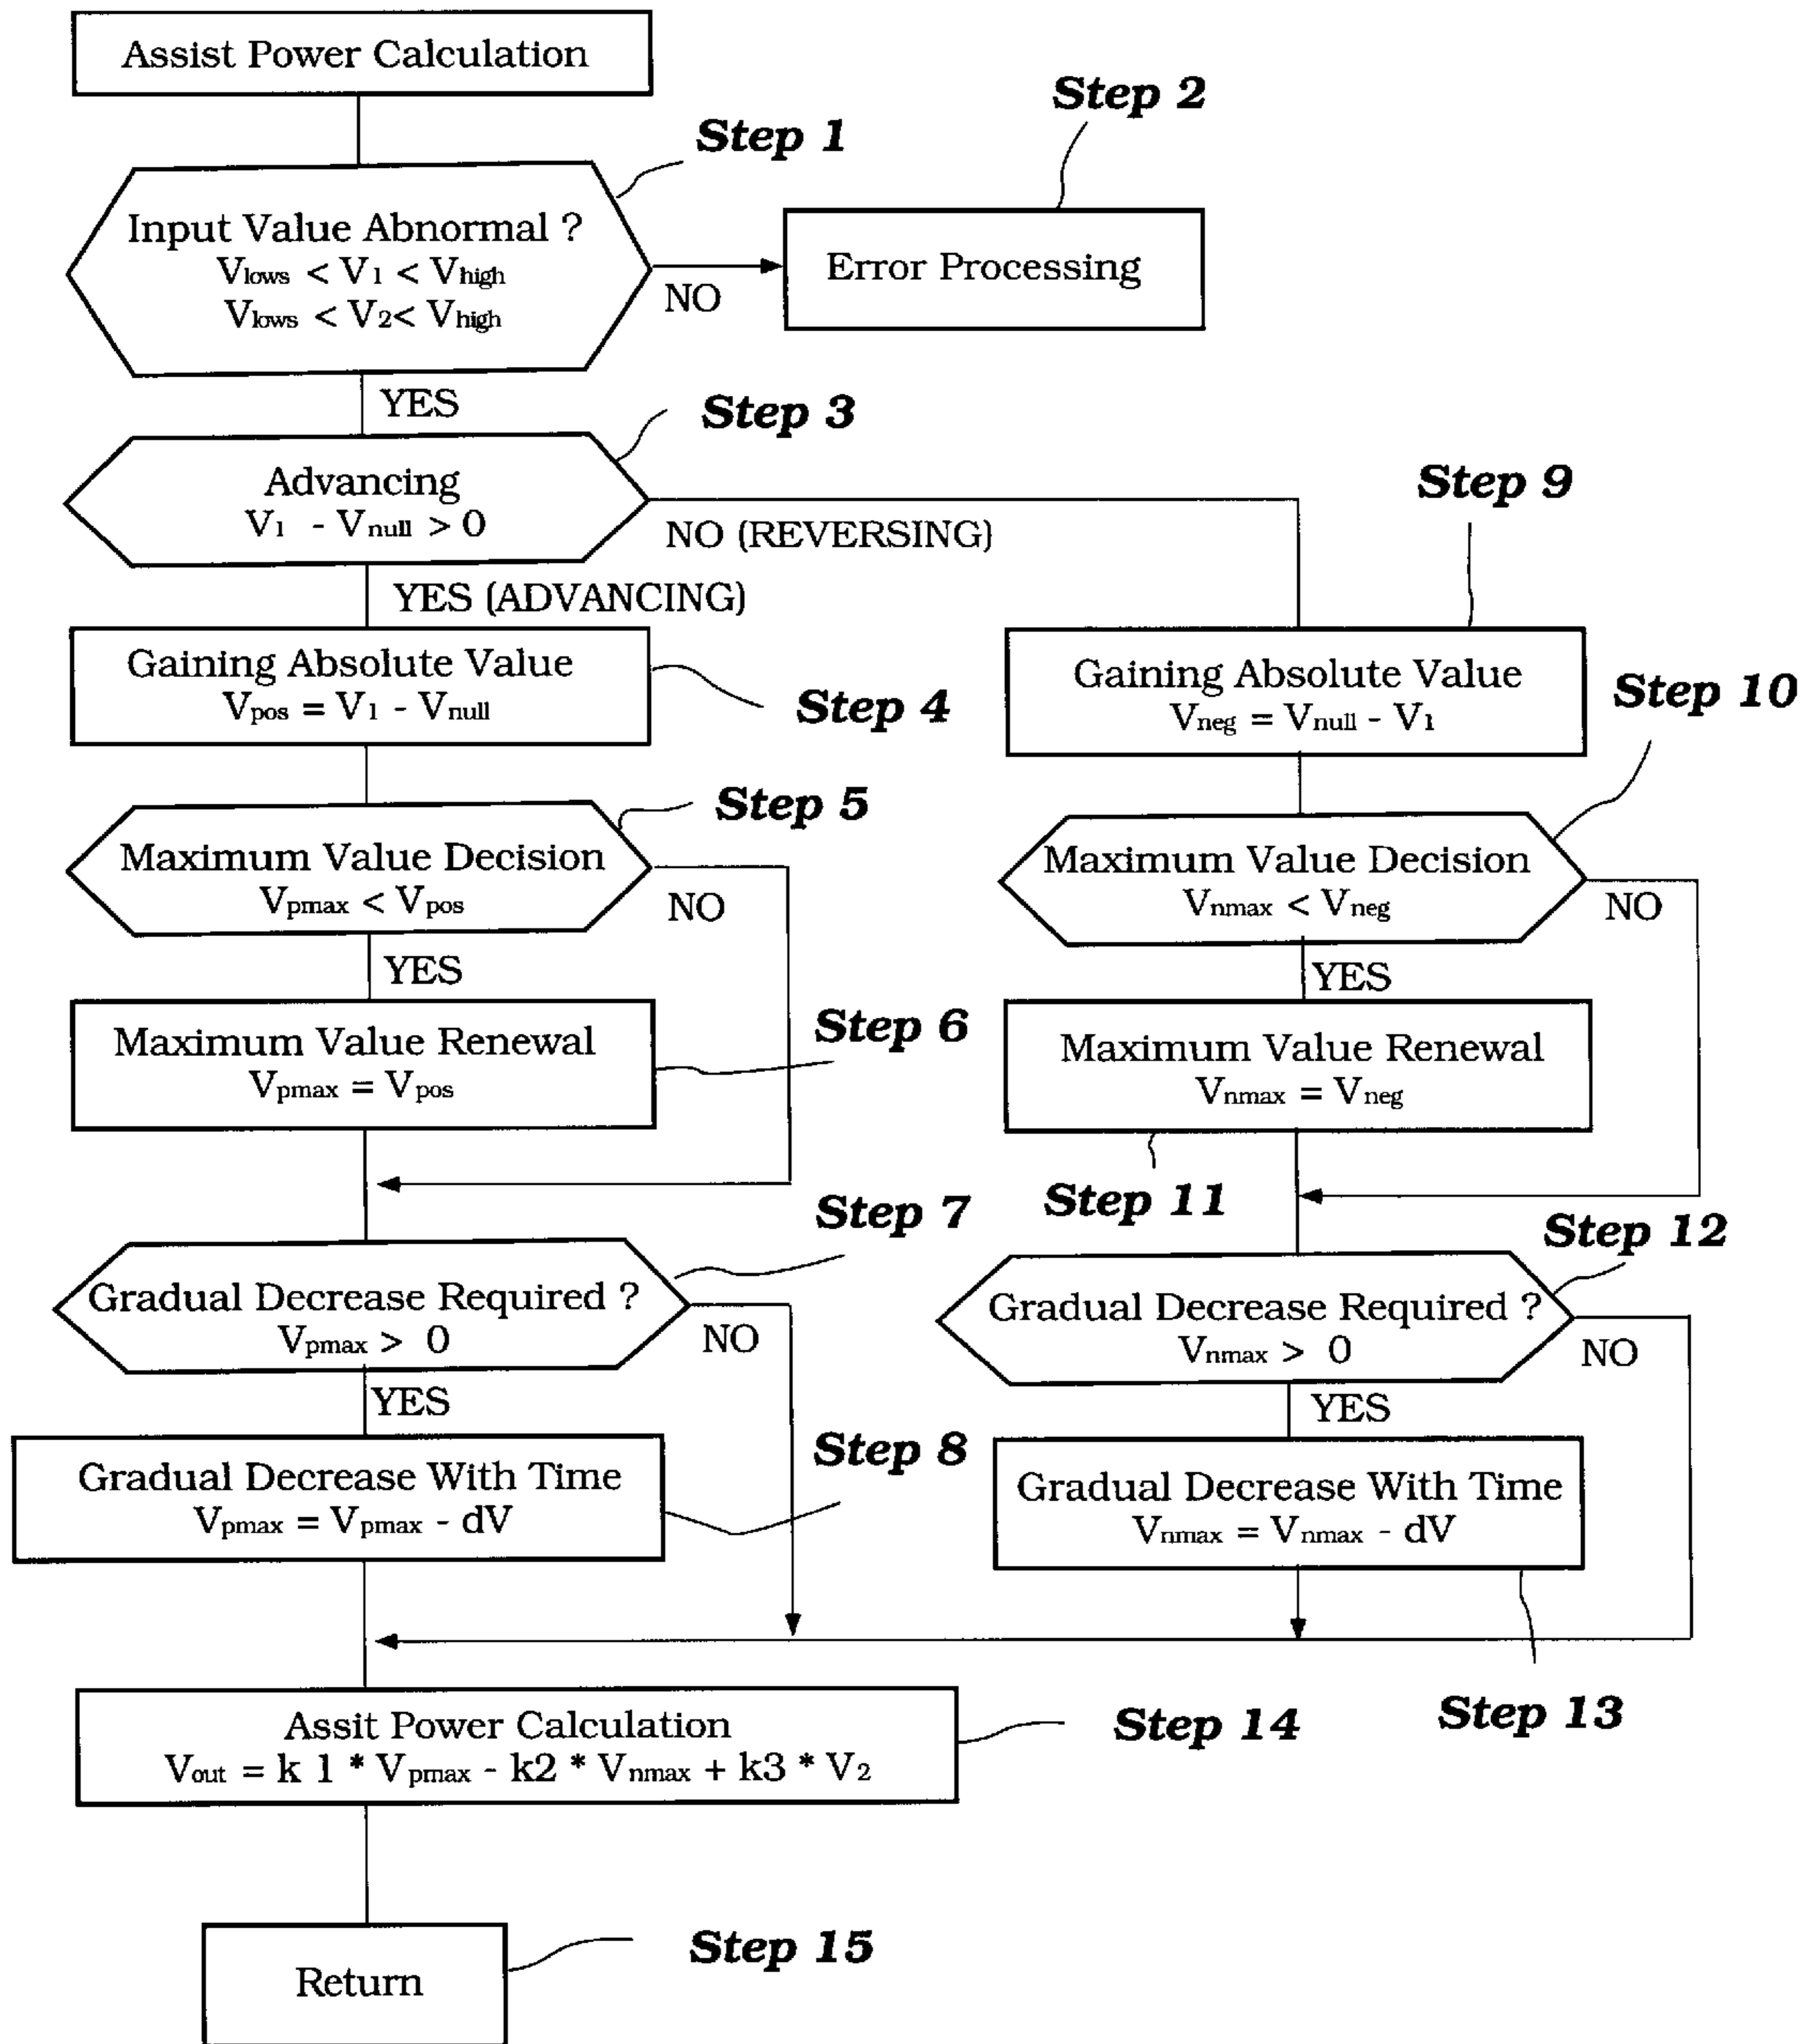 Assist Power Calculation
Step 2
Step 1
Input Value Abnormal ?
Vlows < V1 < Vhigh
Vlows < V2< Vhigh
NO
Error Processing
YES
Step 3
Advancing
V1 - Vnull > 0
NO (REVERSING)
Step 9
YES (ADVANCING)
Gaining Absolute Value
Vpos = V1 - Vnull
Step 4
Gaining Absolute Value
Vneg = Vnull - V1
Step 10
Step 5
Maximum Value Decision
Vpmax < Vpos
NO
Maximum Value Decision
Vnmax < Vneg
NO
YES
YES
Maximum Value Renewal
Vpmax = Vpos
Step 6
Maximum Value Renewal
Vnmax = Vneg
Step 11
Step 7
Step 12
Gradual Decrease Required ?
Vpmax > 0
NO
Gradual Decrease Required ?
Vnmax > 0
NO
YES
YES
Gradual Decrease With Time
Vpmax = Vpmax - dV
Step 8
Gradual Decrease With Time
Vnmax = Vnmax - dV
Step 13
Assit Power Calculation
Vout = k 1 * Vpmax - k2 * Vnmax + k3 * V2
Step 14
Step 15
Return